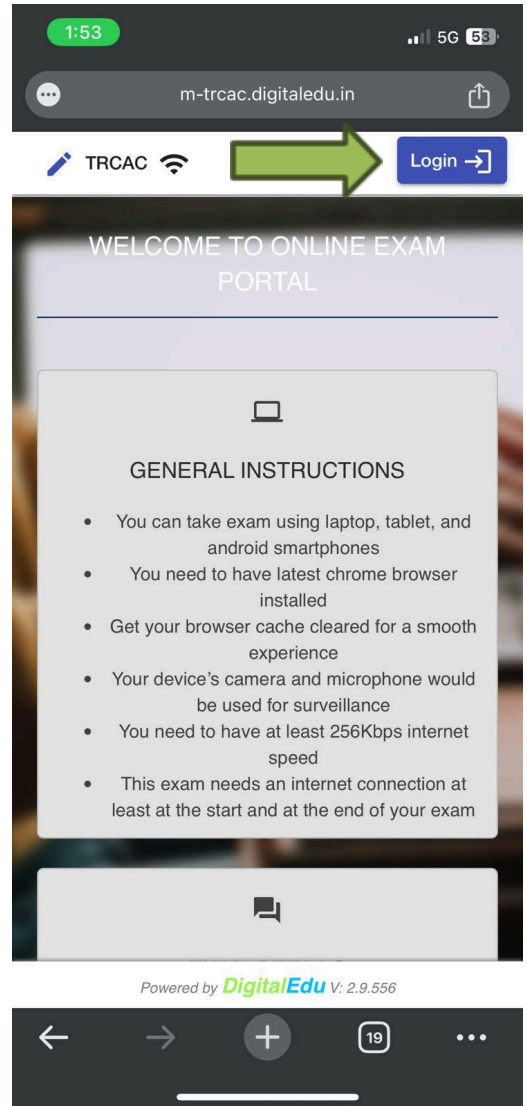 1:53
5G 53
m-trcac.digitaledu.in
TRCAC
Login
WELCOME TO ONLINE EXAM
PORTAL
GENERAL INSTRUCTIONS
• You can take exam using laptop, tablet, and
android smartphones
• You need to have latest chrome browser
installed
• Get your browser cache cleared for a smooth
experience
• Your device's camera and microphone would
be used for surveillance
• You need to have at least 256Kbps internet
speed
• This exam needs an internet connection at
least at the start and at the end of your exam
Powered by DigitalEdu V: 2.9.556
19